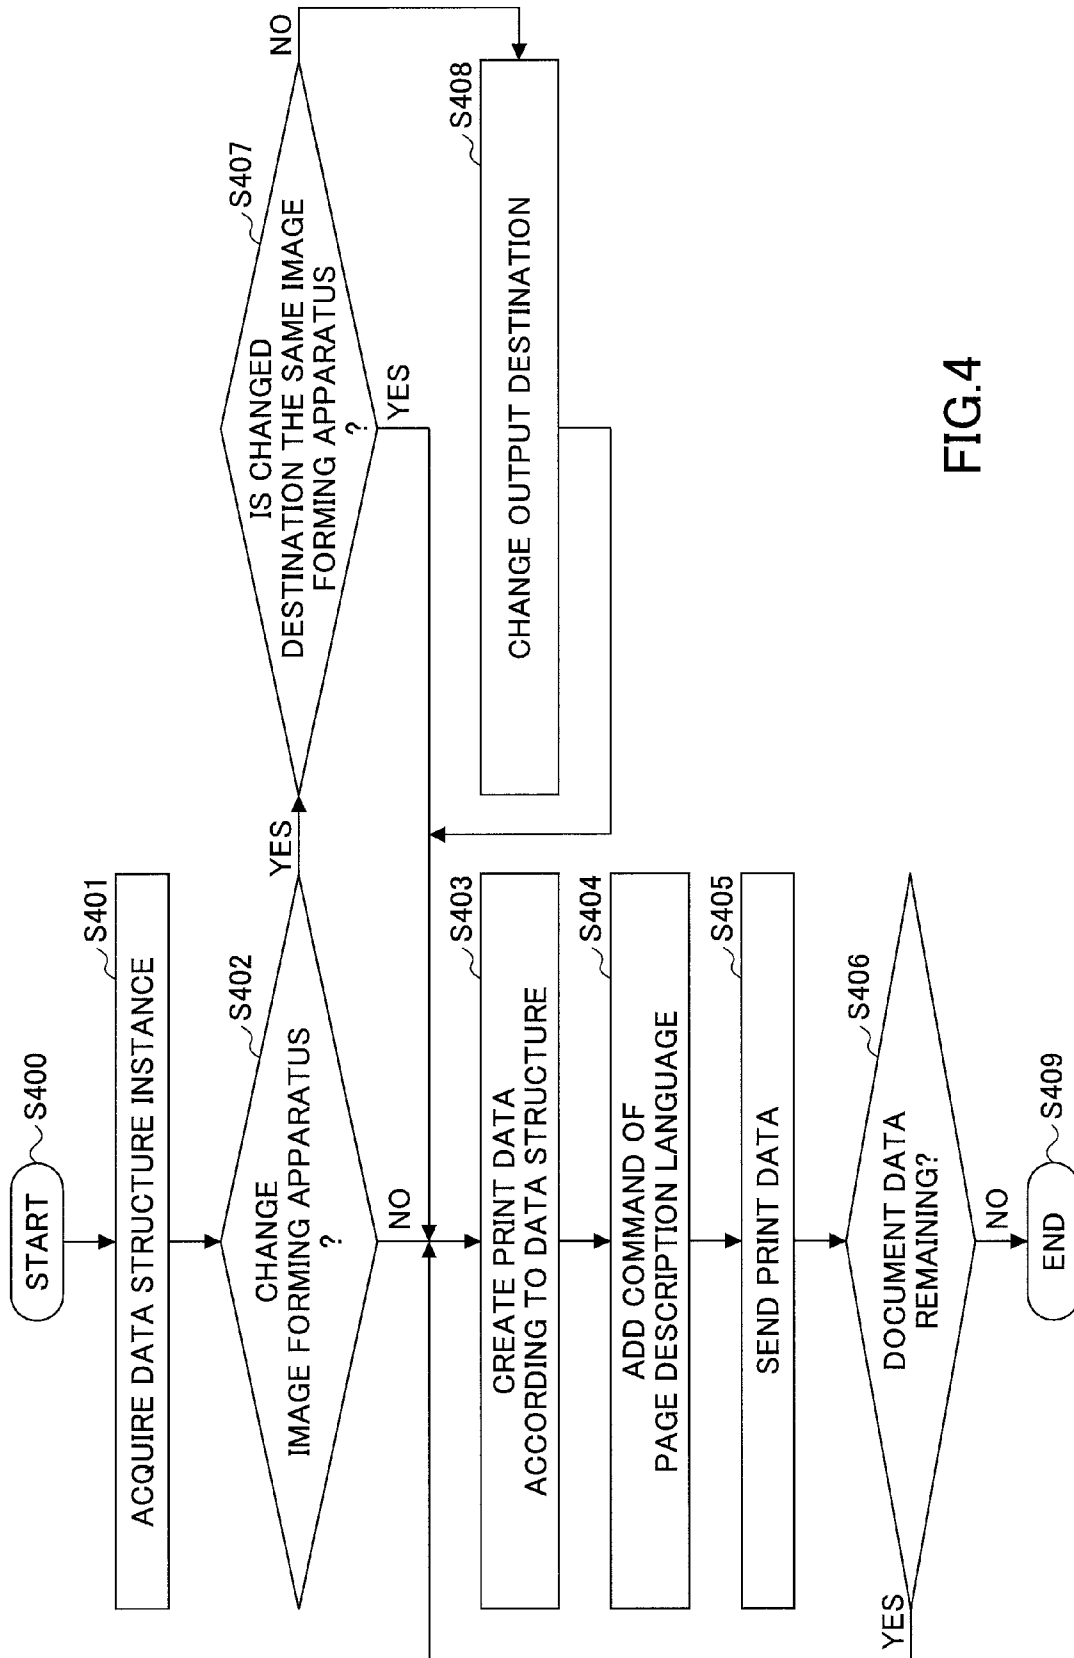 START
S400
ACQUIRE DATA STRUCTURE INSTANCE
S401
CHANGE
IMAGE FORMING APPARATUS
?
S402
YES
NO
IS CHANGED
DESTINATION THE SAME IMAGE
FORMING APPARATUS
?
S407
NO
YES
CHANGE OUTPUT DESTINATION
S408
CREATE PRINT DATA
ACCORDING TO DATA STRUCTURE
S403
ADD COMMAND OF
PAGE DESCRIPTION LANGUAGE
S404
SEND PRINT DATA
S405
DOCUMENT DATA
REMAINING?
S406
YES
NO
END
S409
FIG.4